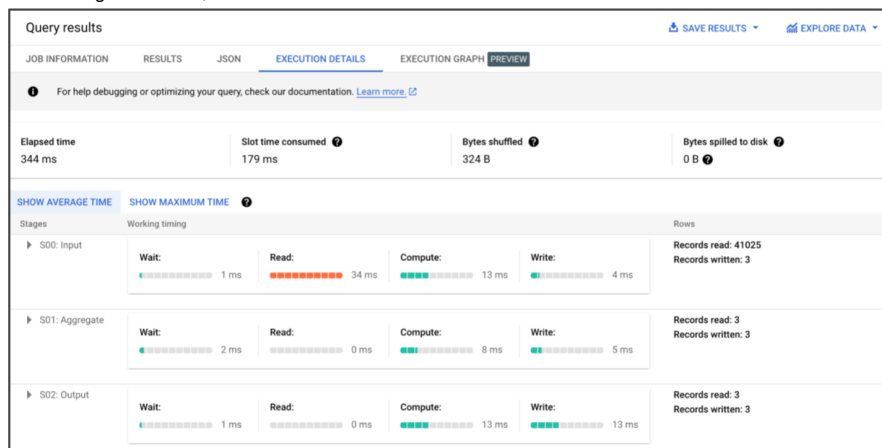 Query results
SAVE RESULTS
EXPLORE DATA
JOB INFORMATION
RESULTS
JSON
EXECUTION DETAILS
EXECUTION GRAPH PREVIEW
For help debugging or optimizing your query, check our documentation. Learn more.
Elapsed time
344 ms
Slot time consumed
179 ms
Bytes shuffled
324 B
Bytes spilled to disk
0 B
SHOW AVERAGE TIME
SHOW MAXIMUM TIME
Stages
Working timing
Rows
S00: Input
Wait:
1 ms
Read:
34 ms
Compute:
13 ms
Write:
4 ms
Records read: 41025
Records written: 3
S01: Aggregate
Wait:
2 ms
Read:
0 ms
Compute:
8 ms
Write:
5 ms
Records read: 3
Records written: 3
S02: Output
Wait:
1 ms
Read:
0 ms
Compute:
13 ms
Write:
13 ms
Records read: 3
Records written: 3